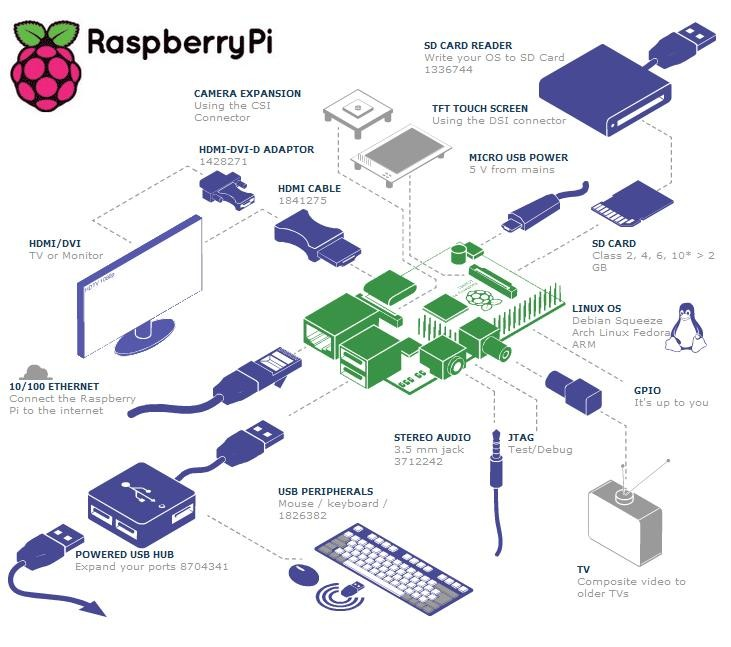 RaspberryPi
SD CARD READER
Write your OS to SD Card
1336744
CAMERA EXPANSION
Using the CSI
Connector
TFT TOUCH SCREEN
Using the DSI connector
HDMI-DVI-D ADAPTOR
1428271
MICRO USB POWER
5 V from mains
HDMI CABLE
1841275
HDMI/DVI
TV or Monitor
SD CARD
Class 2, 4, 6, 10* > 2
GB
LINUX OS
Debian Squeeze
Arch Linux Fedora
ARM
10/100 ETHERNET
Connect the Raspberry
Pi to the internet
GPIO
It's up to you
STEREO AUDIO
3.5 mm jack
3712242
JTAG
Test/Debug
USB PERIPHERALS
Mouse / keyboard /
1826382
POWERED USB HUB
Expand your ports 8704341
TV
Composite video to
older TVs